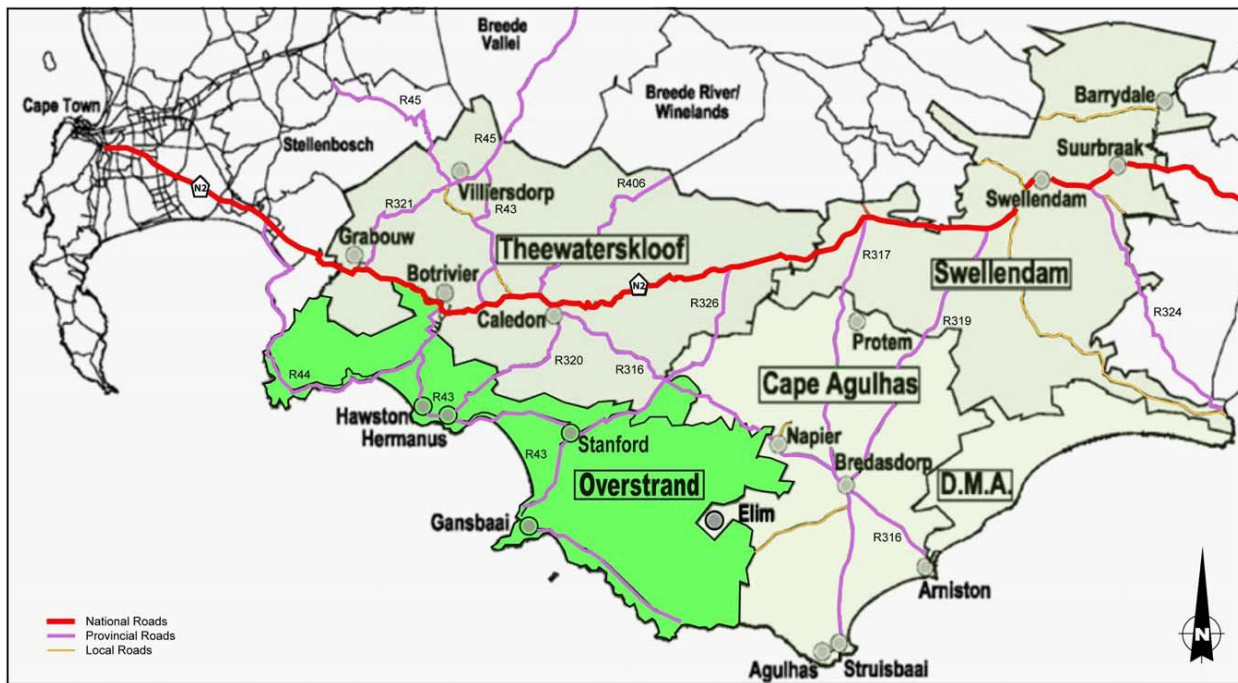 Breede
Vallei
Cape Town
Stellenbosch
R45
R45
Breede River/
Winelands
Barrydale
Suurbraak
Swellendam
N2
Villiersdorp
R406
R321
R43
Grabouw
Theewaterskloof
Botrivier
N2
R317
Swellendam
Caledon
R326
R319
Protem
R324
R320
R316
Cape Agulhas
R44
R43
Hawston
Hermanus
Stanford
Napier
R43
Overstrand
Bredasdorp
D.M.A.
Gansbaai
Elim
R316
Arniston
National Roads
Provincial Roads
Local Roads
Agulhas
Struisbaai
N